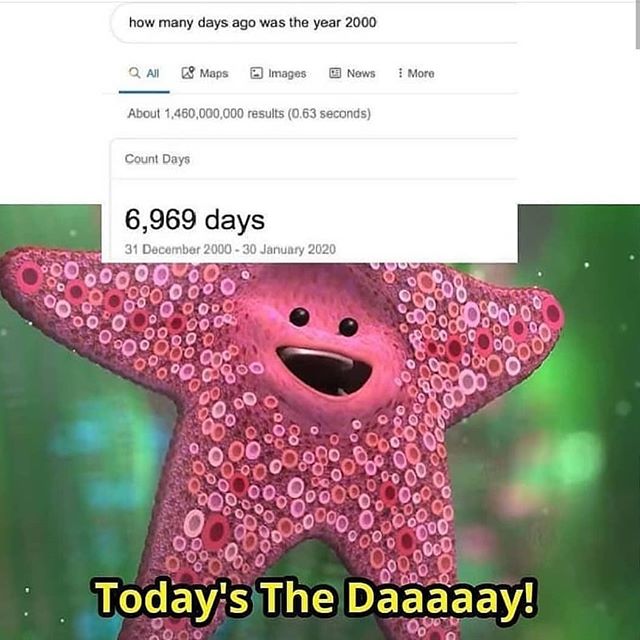 how many days ago was the year 2000
All Maps Images News More
About 1,460,000,000 results (0.63 seconds)
Count Days
6,969 days
31 December 2000 - 30 January 2020
Today's The Daaaaay!